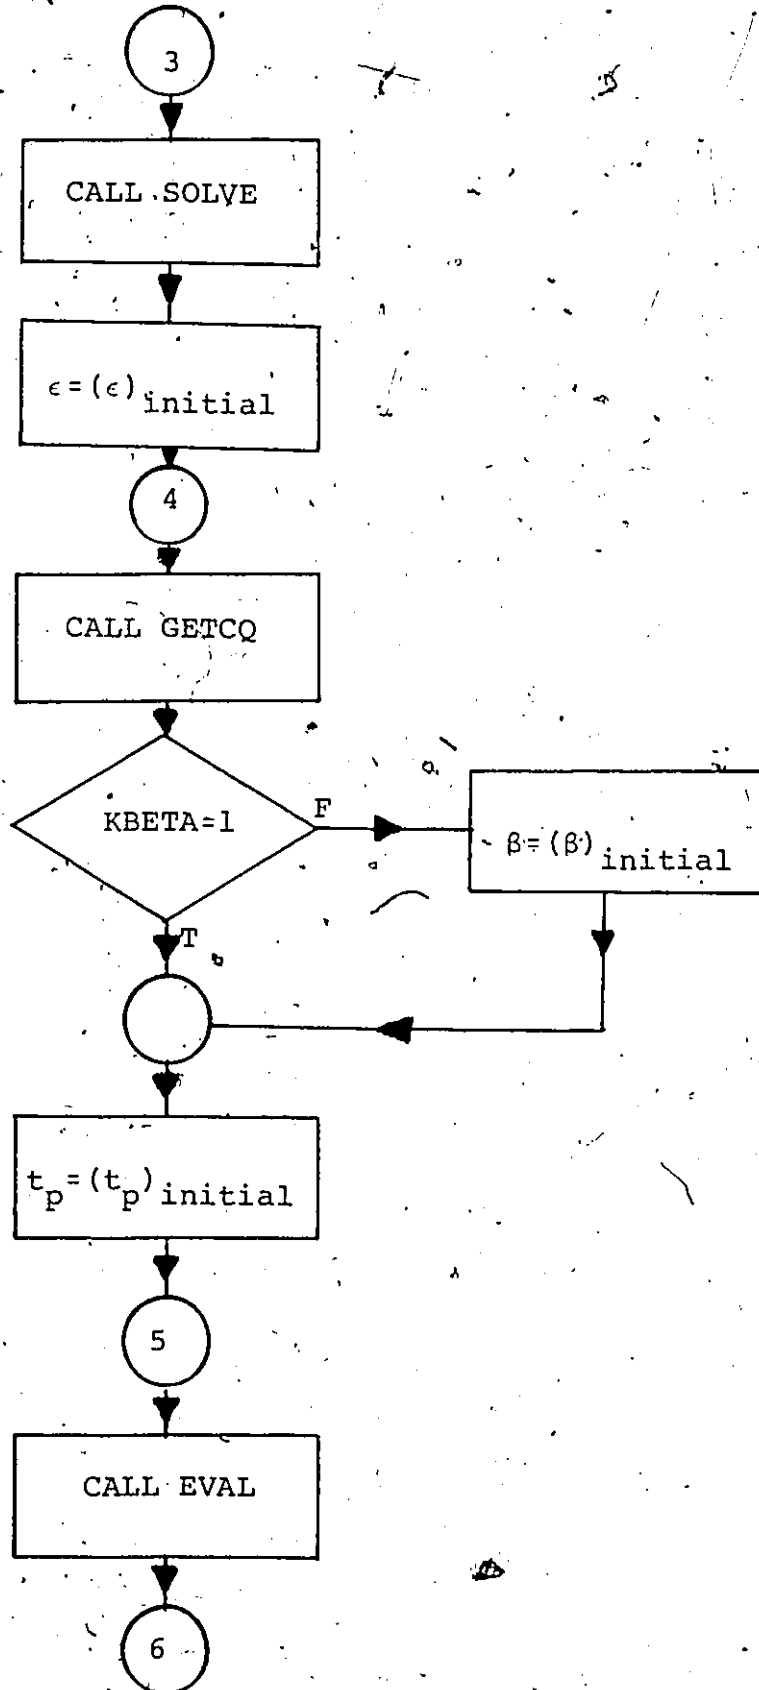 3
CALL SOLVE
ϵ=(ϵ)initial
4
CALL GETCQ
KBETA=1
F
β=(β)initial
T
tp=(tp)initial
5
CALL EVAL
6